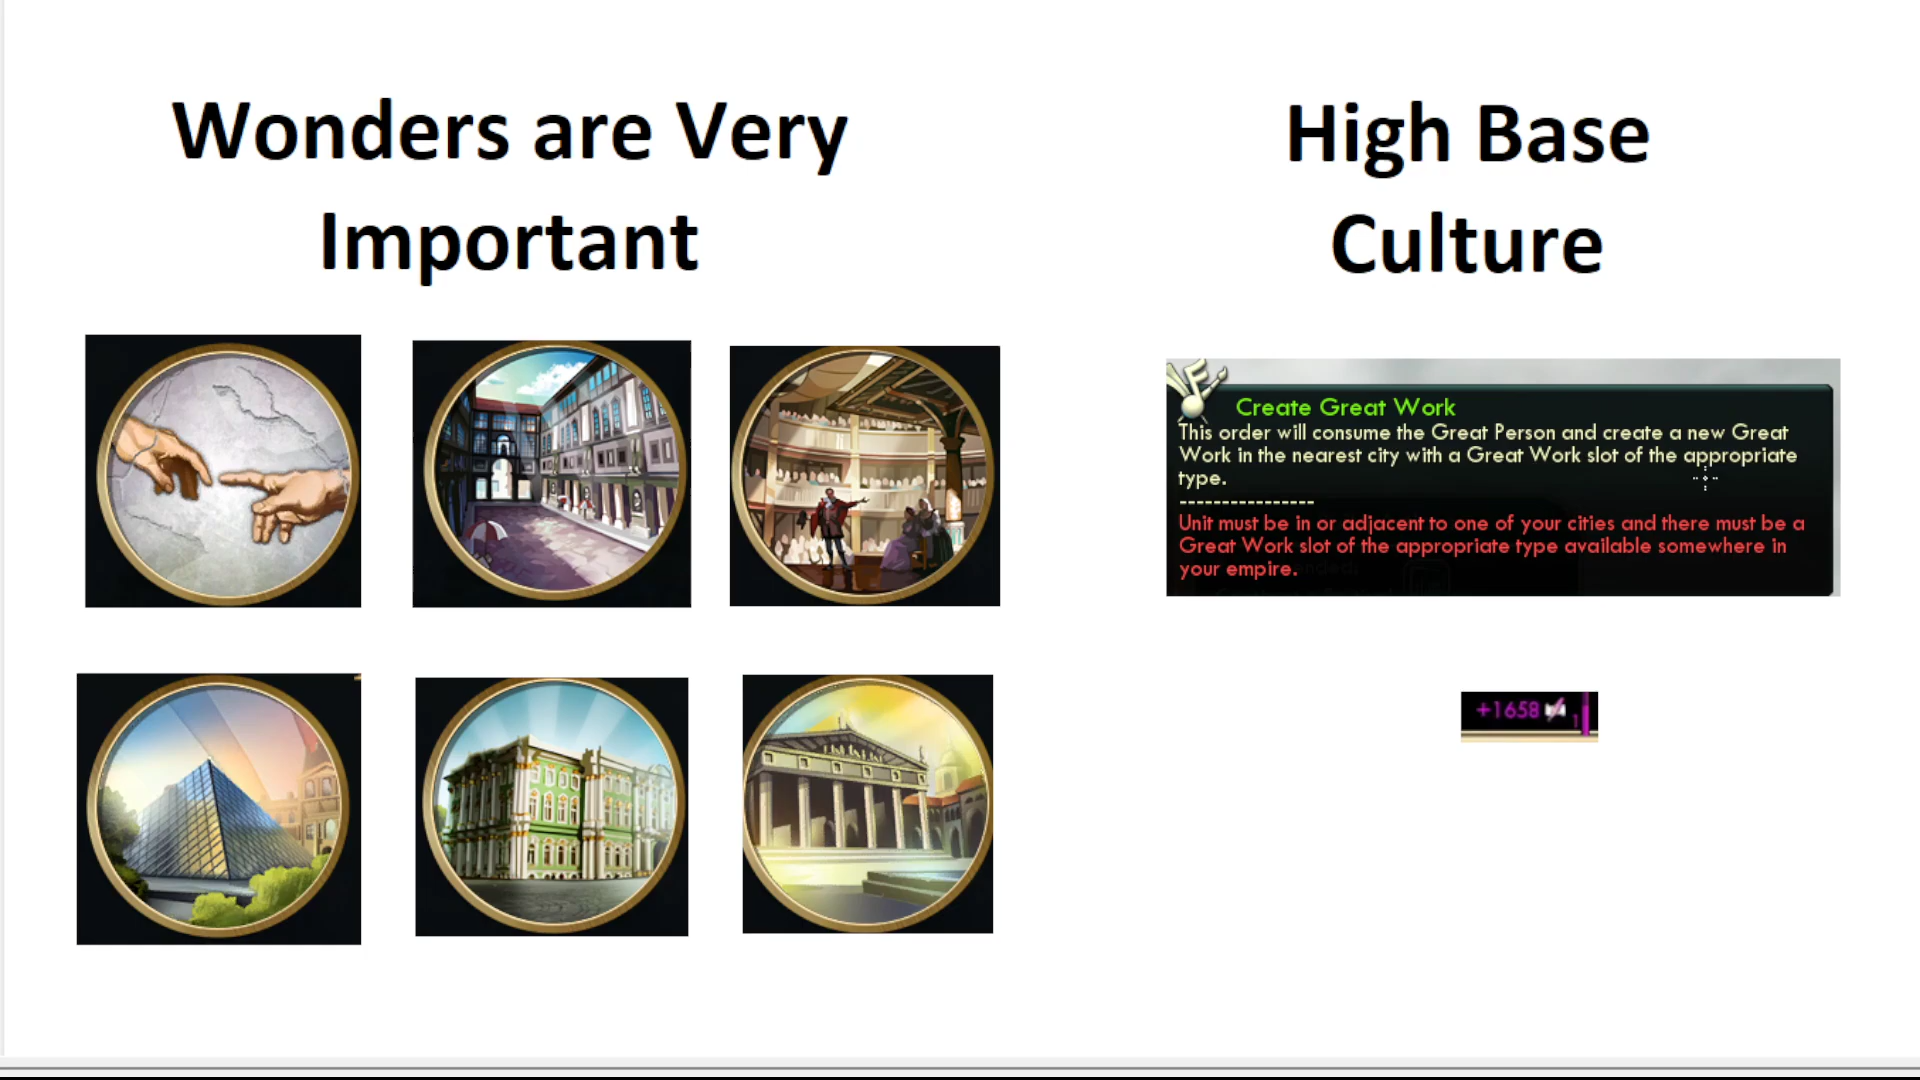 Wonders are Very
Important
High Base
Culture
Create Great Work
This order will consume the Great Person and create a new Great
Work in the nearest city with a Great Work slot of the appropriate
type.
----------------
Unit must be in or adjacent to one of your cities and there must be a
Great Work slot of the appropriate type available somewhere in
your empire.
+1658
1